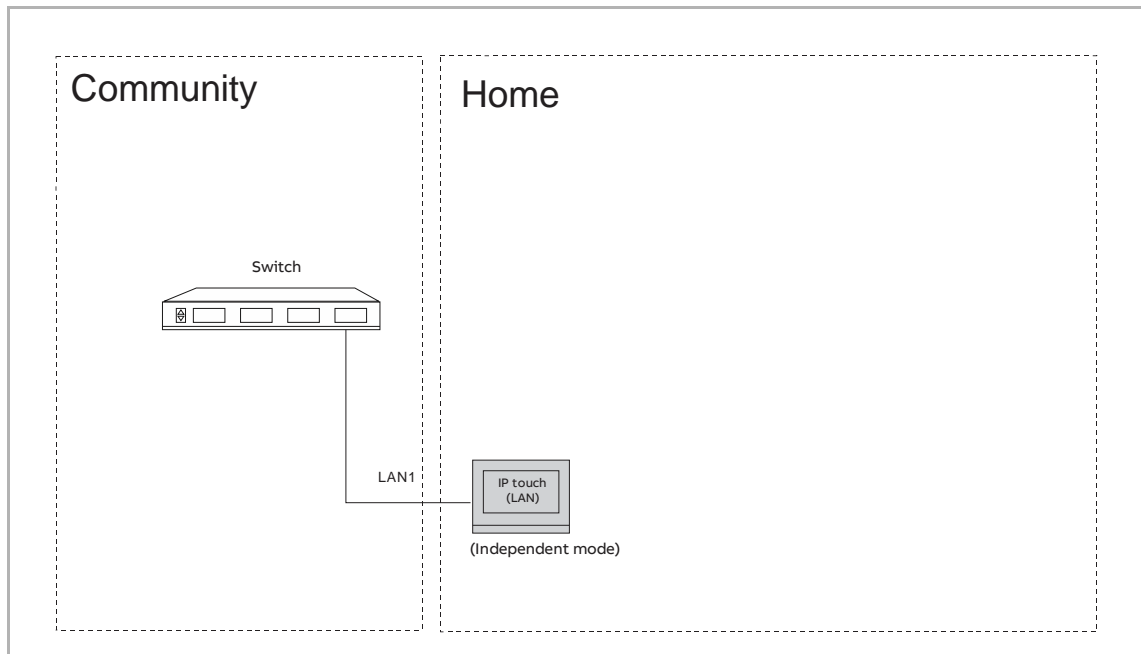 Community
Home
Switch
LAN1
IP touch
(LAN)
(Independent mode)